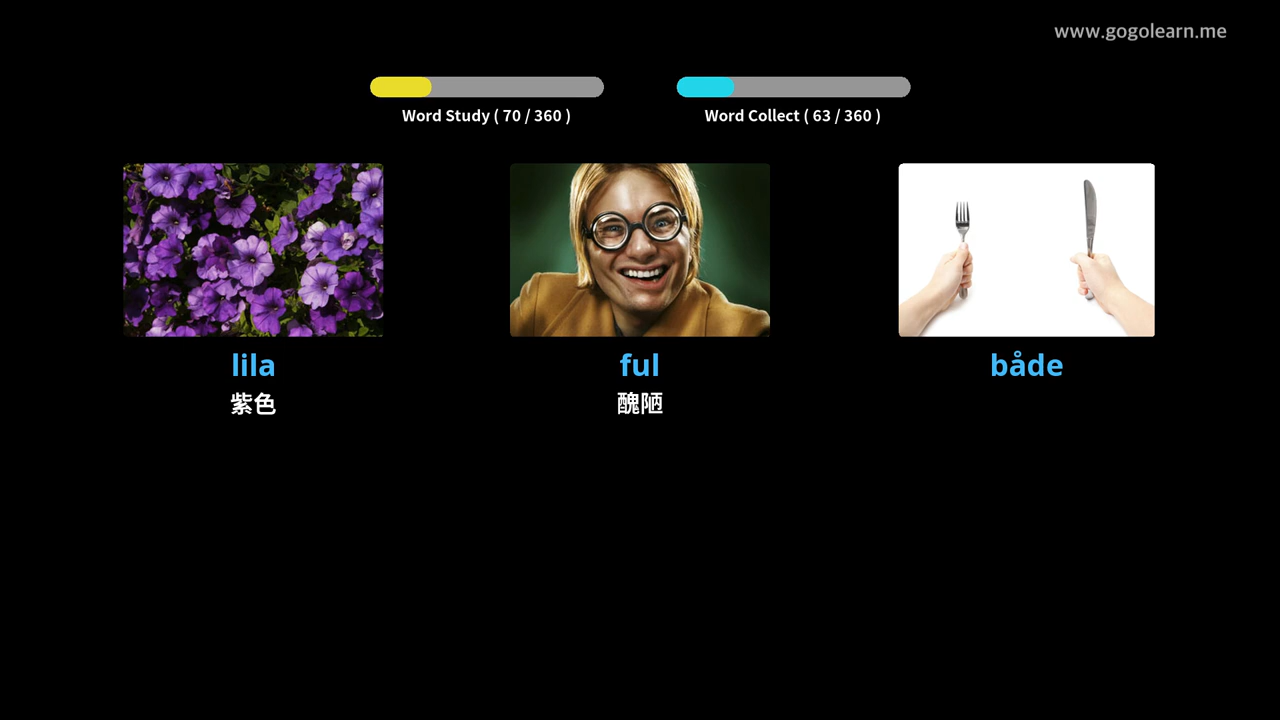 www.gogolearn.me
Word Study ( 70 / 360 )
Word Collect ( 63 / 360 )
lila
紫色
ful
醜陋
både